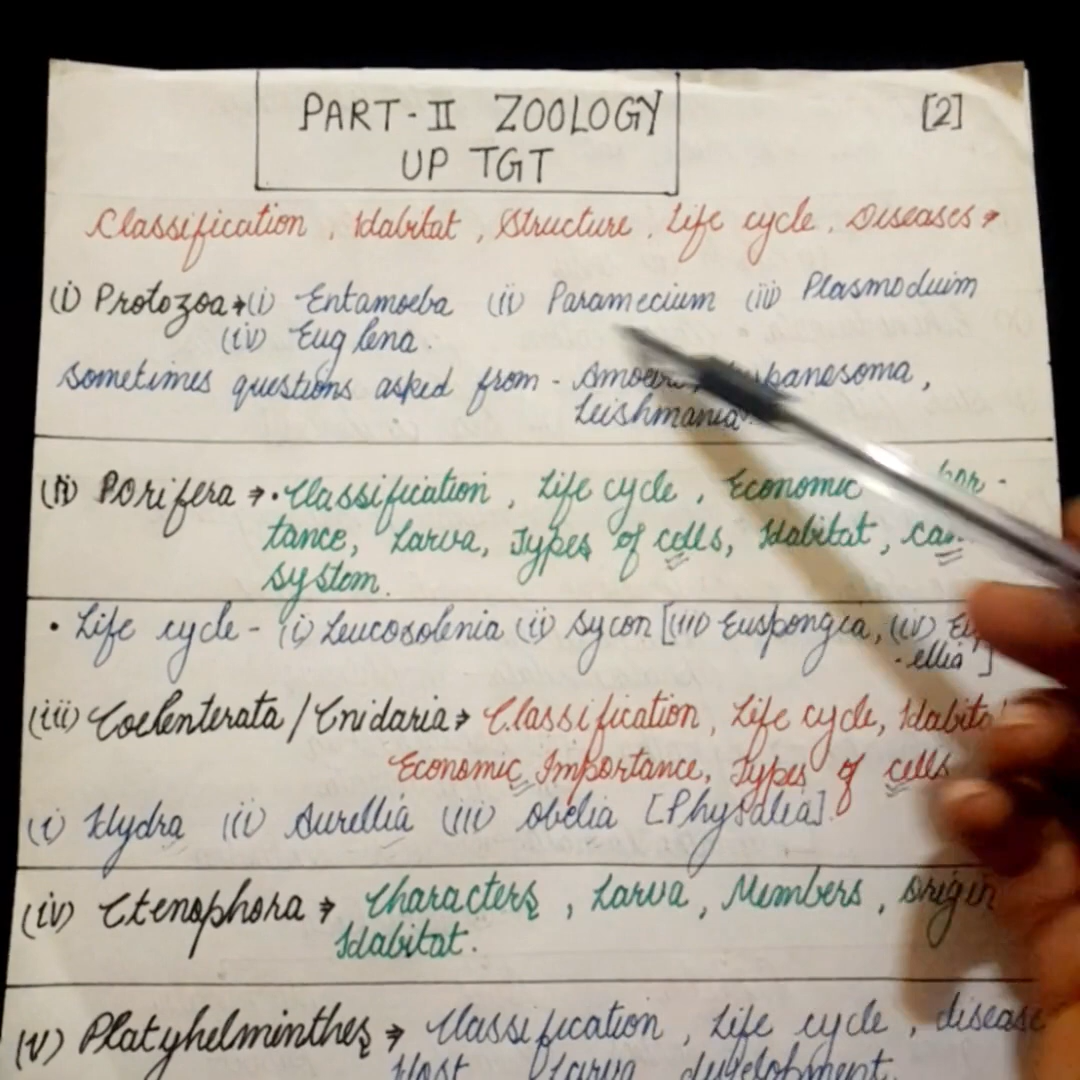 PART-II ZOOLOGY
[2]
UP TGT
Classification, Habitat, Structure, Life cycle, Diseases →
(i) Protozoa → (i) Entamoeba (ii) Paramecium (iii) Plasmoduim
(iv) Euglena.
Sometimes questions asked from - Amoeba,
Leishmania.
(ii) Porifera → • Classification, Life cycle, Economic
tance, Larva, Types of cells, Habitat,
system.
• Life cycle - (i) Leucosolenia (ii) Sycon [(iii) Euspongia, (iv)
-ellia]
(iii) Coelenterata / Cnidaria → Classification, Life cycle,
Economic Importance, Types of cells
(i) Hydra (ii) Aurellia (iii) Obelia [Physalia].
(iv) Ctenophora → Characters, Larva, Members, Origin
Habitat.
(v) Platyhelminthes → Classification, Life cycle, disease
Host Larva development.